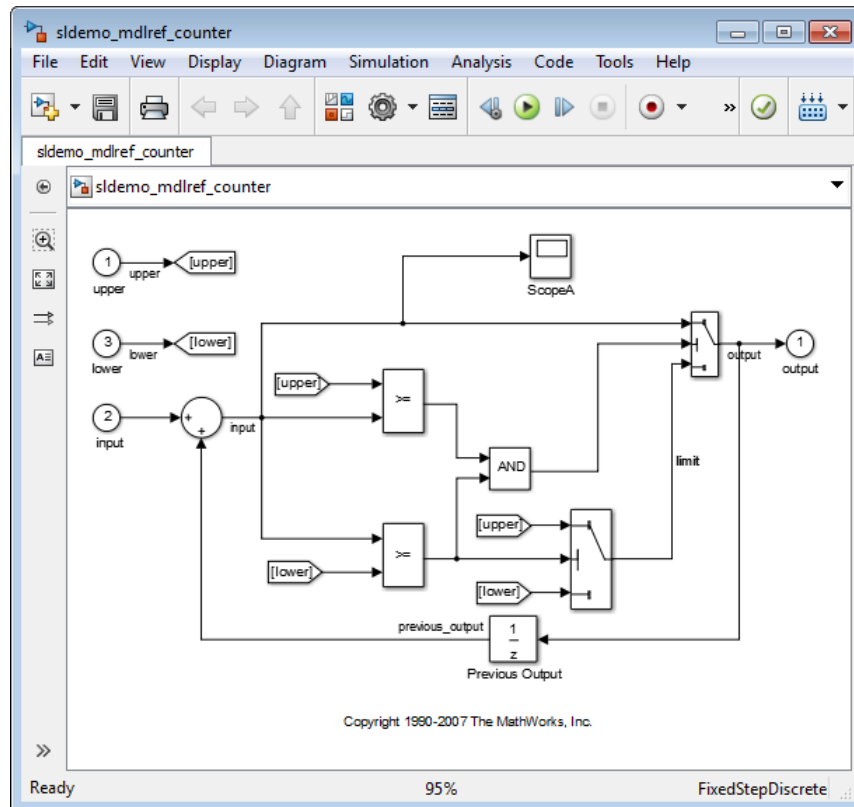 sldemo_mdlref_counter
File Edit View Display Diagram Simulation Analysis Code Tools Help
»
sldemo_mdlref_counter
sldemo_mdlref_counter
1
upper
[upper]
upper
ScopeA
3
lower
[lower]
lower
output
1
output
[upper]
>=
2
input
+
+
input
AND
limit
[upper]
>=
[lower]
[lower]
previous_output
1
z
Previous Output
Copyright 1990-2007 The MathWorks, Inc.
»
Ready 95% FixedStepDiscrete